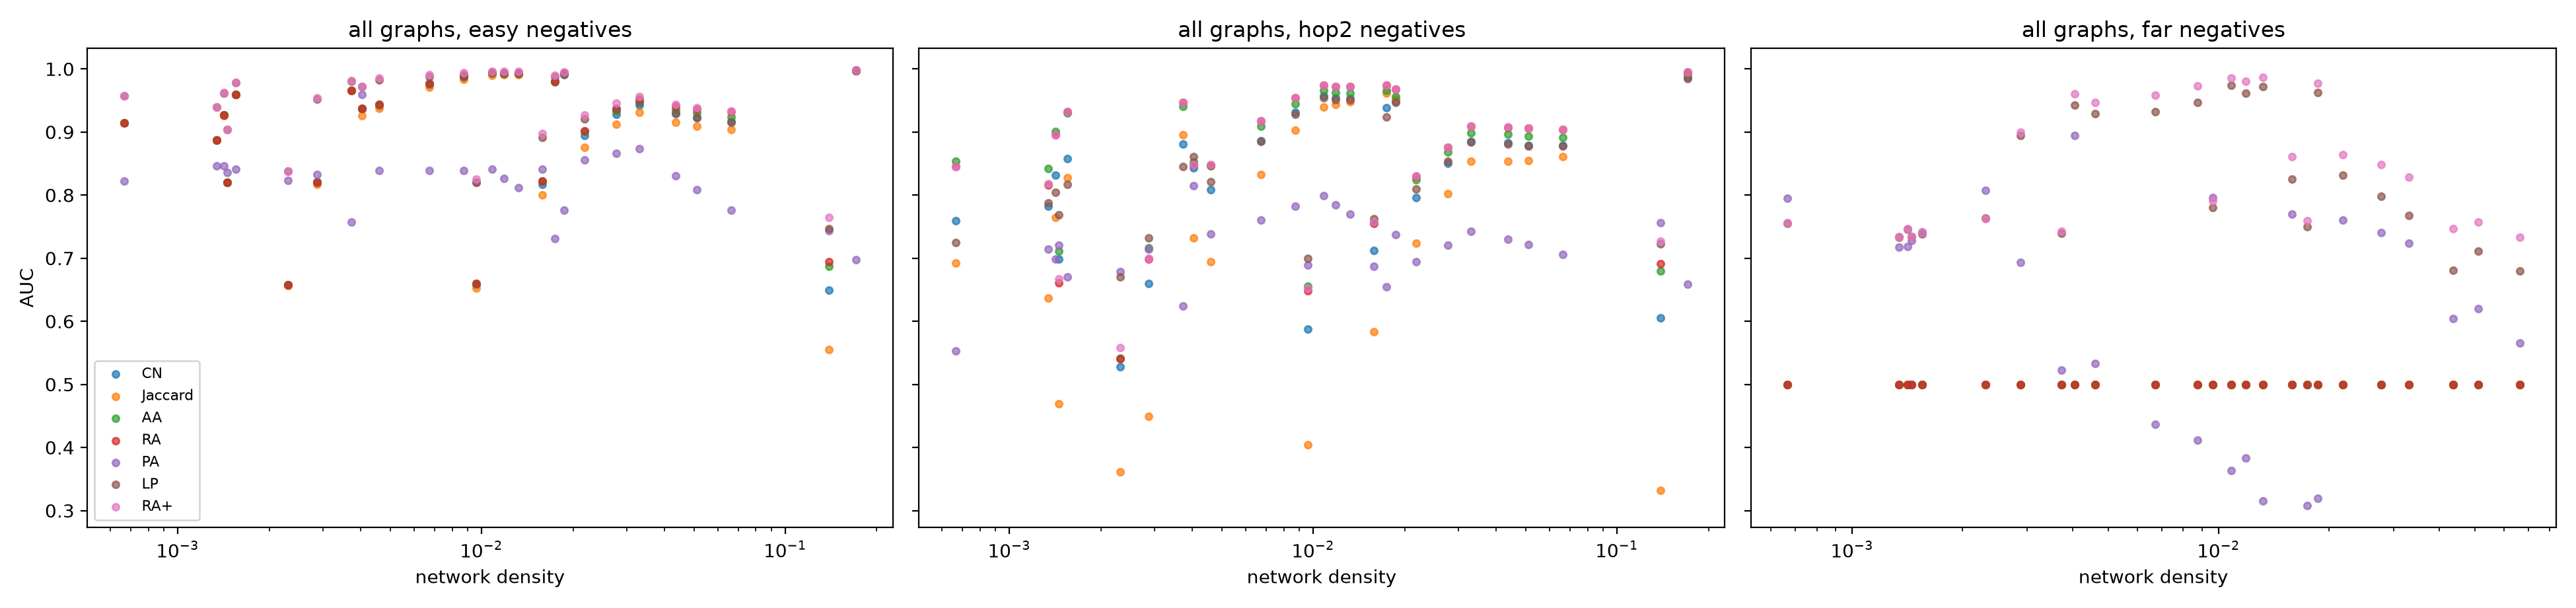 all graphs, easy negatives
all graphs, hop2 negatives
all graphs, far negatives
AUC
1.0
0.9
0.8
0.7
0.6
0.5
0.4
0.3
CN
Jaccard
AA
RA
PA
LP
RA+
10⁻³
10⁻²
10⁻¹
10⁻³
10⁻²
10⁻¹
10⁻³
10⁻²
network density
network density
network density